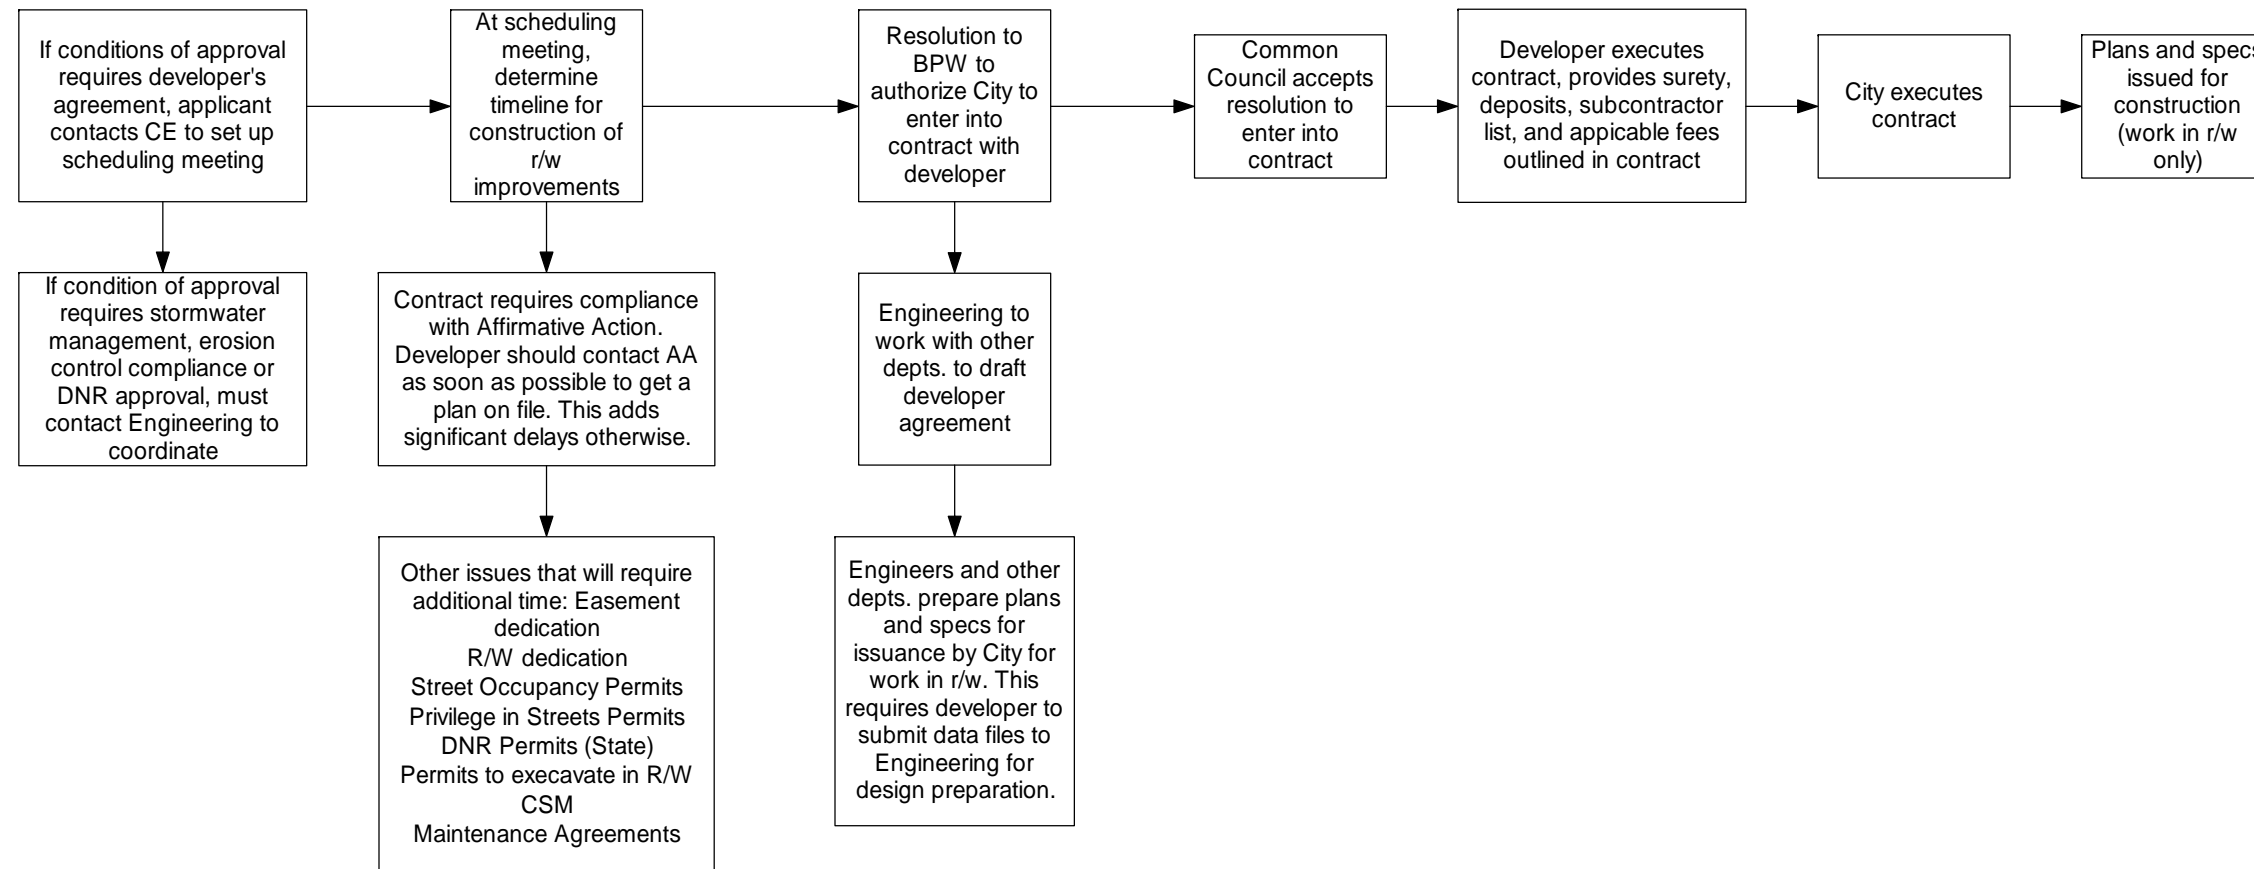 If conditions of approval
requires developer's
agreement, applicant
contacts CE to set up
scheduling meeting
At scheduling
meeting,
determine
timeline for
construction of
r/w
improvements
Resolution to
BPW to
authorize City to
enter into
contract with
developer
Common
Council accepts
resolution to
enter into
contract
Developer executes
contract, provides surety,
deposits, subcontractor
list, and appicable fees
outlined in contract
City executes
contract
Plans and specs
issued for
construction
(work in r/w
only)
If condition of approval
requires stormwater
management, erosion
control compliance or
DNR approval, must
contact Engineering to
coordinate
Contract requires compliance
with Affirmative Action.
Developer should contact AA
as soon as possible to get a
plan on file. This adds
significant delays otherwise.
Engineering to
work with other
depts. to draft
developer
agreement
Other issues that will require
additional time: Easement
dedication
R/W dedication
Street Occupancy Permits
Privilege in Streets Permits
DNR Permits (State)
Permits to execavate in R/W
CSM
Maintenance Agreements
Engineers and other
depts. prepare plans
and specs for
issuance by City for
work in r/w. This
requires developer to
submit data files to
Engineering for
design preparation.